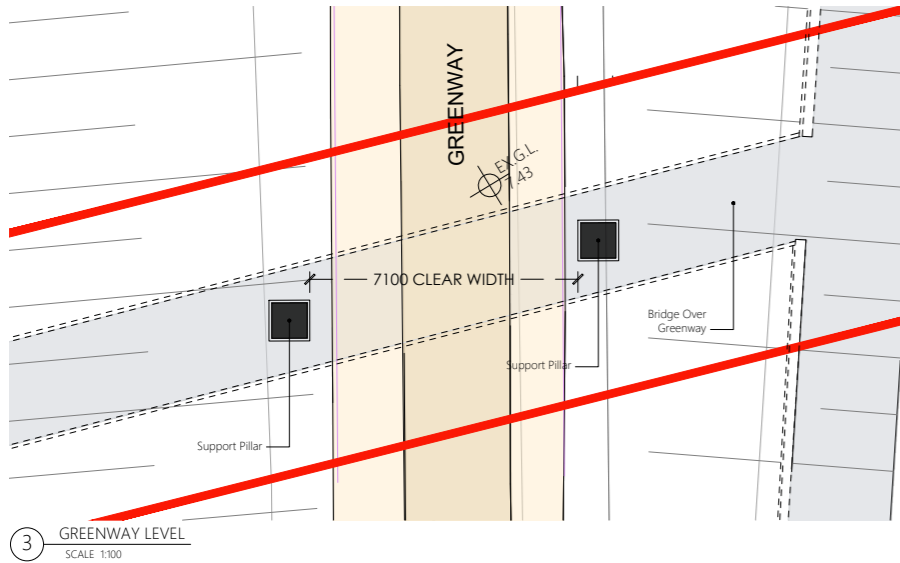 GREENWAY
EX.G.L.
7.43
7100 CLEAR WIDTH
Bridge Over
Greenway
Support Pillar
Support Pillar
3
GREENWAY LEVEL
SCALE 1:100